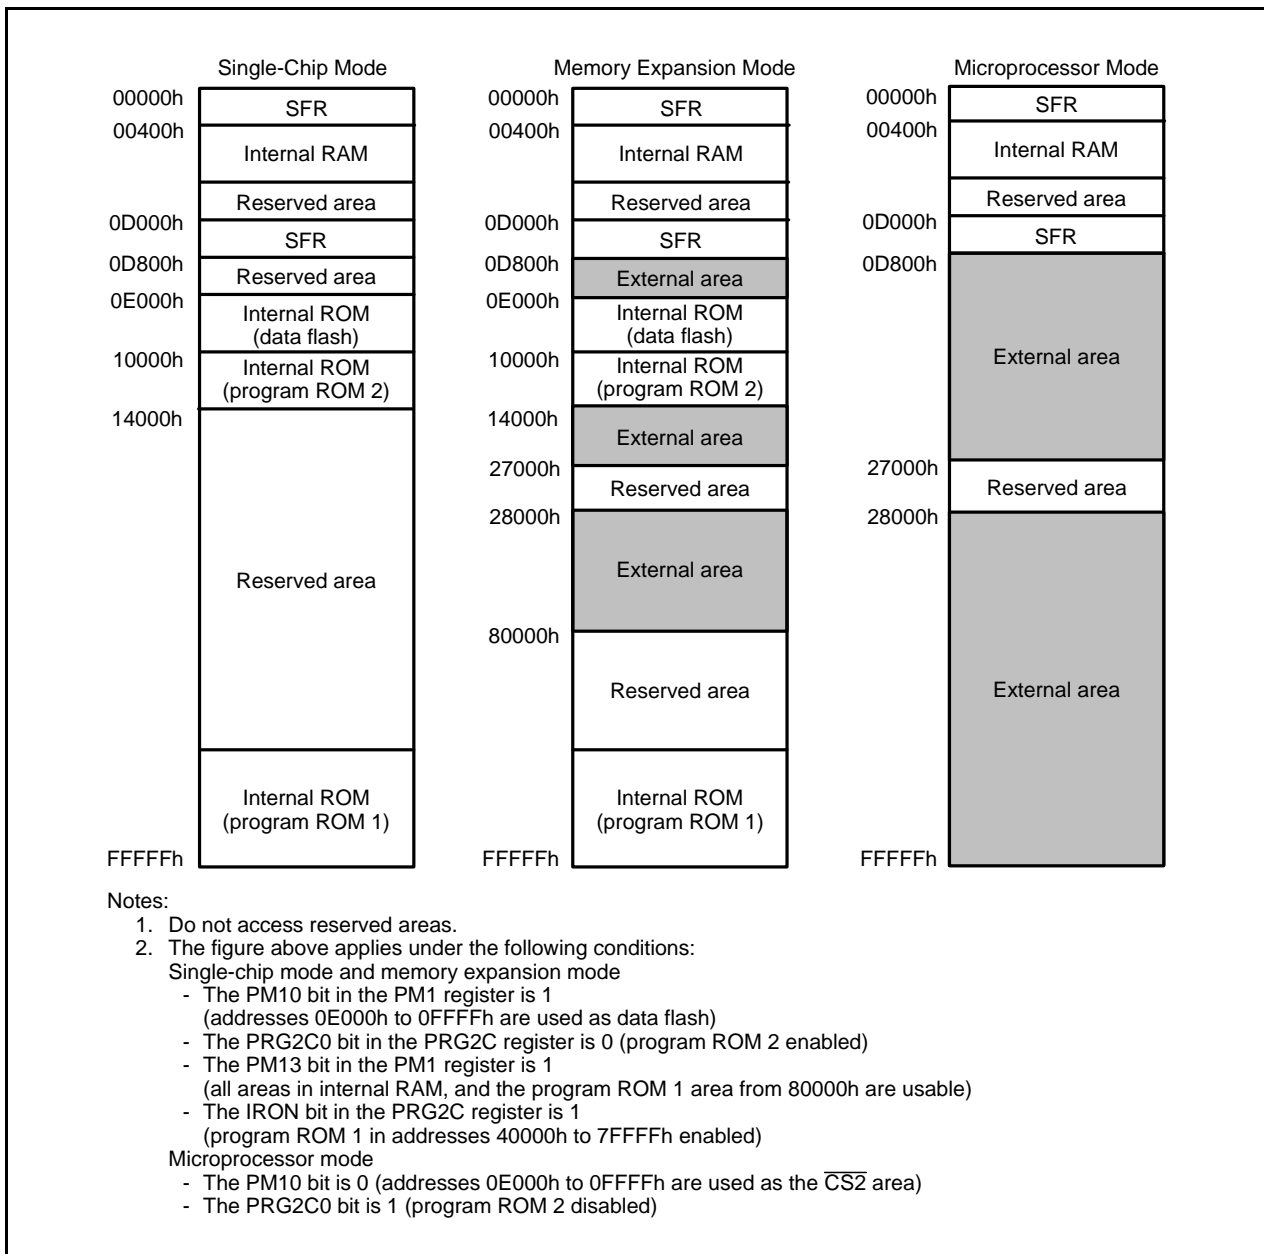 Single-Chip Mode
00000h
SFR
00400h
Internal RAM
Reserved area
0D000h
SFR
0D800h
Reserved area
0E000h
Internal ROM
(data flash)
10000h
Internal ROM
(program ROM 2)
14000h
Reserved area
Internal ROM
(program ROM 1)
FFFFFh
Memory Expansion Mode
00000h
SFR
00400h
Internal RAM
Reserved area
0D000h
SFR
0D800h
External area
0E000h
Internal ROM
(data flash)
10000h
Internal ROM
(program ROM 2)
14000h
External area
27000h
Reserved area
28000h
External area
80000h
Reserved area
Internal ROM
(program ROM 1)
FFFFFh
Microprocessor Mode
00000h
SFR
00400h
Internal RAM
Reserved area
0D000h
SFR
0D800h
External area
27000h
Reserved area
28000h
External area
FFFFFh
Notes:
1. Do not access reserved areas.
2. The figure above applies under the following conditions:
Single-chip mode and memory expansion mode
- The PM10 bit in the PM1 register is 1
(addresses 0E000h to 0FFFFh are used as data flash)
- The PRG2C0 bit in the PRG2C register is 0 (program ROM 2 enabled)
- The PM13 bit in the PM1 register is 1
(all areas in internal RAM, and the program ROM 1 area from 80000h are usable)
- The IRON bit in the PRG2C register is 1
(program ROM 1 in addresses 40000h to 7FFFFh enabled)
Microprocessor mode
- The PM10 bit is 0 (addresses 0E000h to 0FFFFh are used as the C̅S̅2̅ area)
- The PRG2C0 bit is 1 (program ROM 2 disabled)